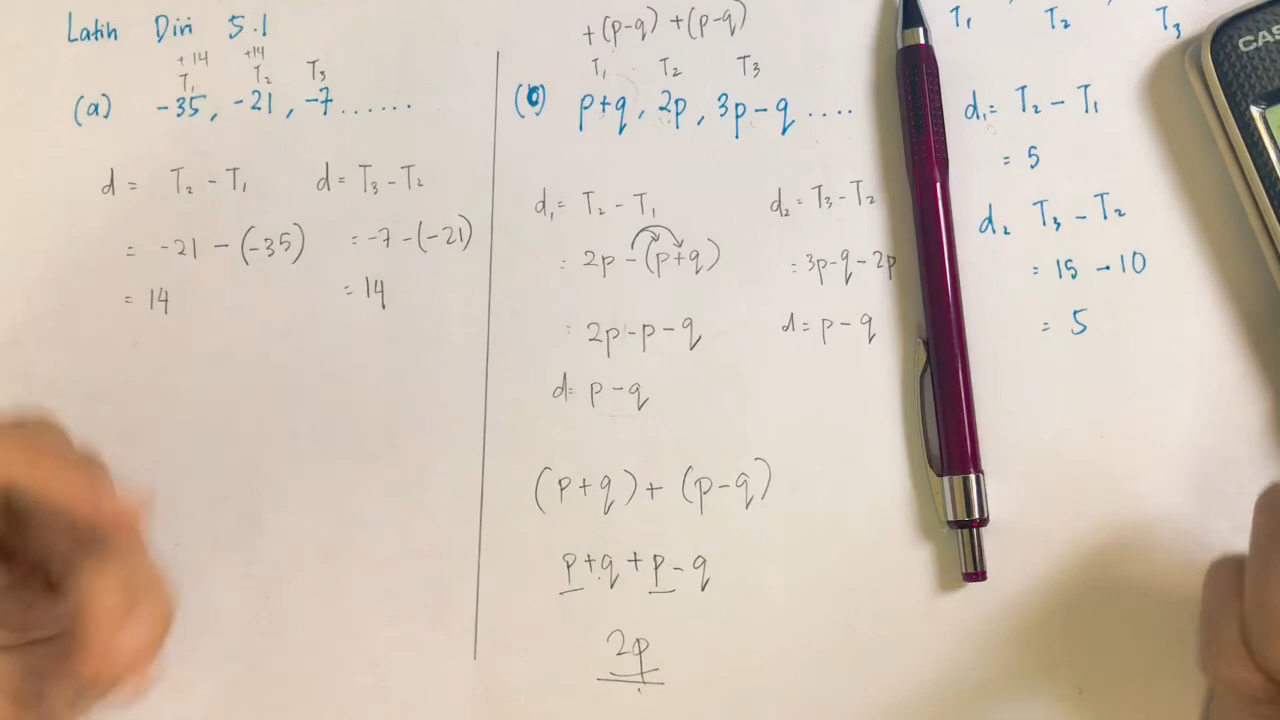 Latih Diri 5.1
+14 +14
T₁ T₂ T₃
(a) -35, -21, -7 ......
d = T₂ - T₁ d = T₃ - T₂
= -21 - (-35) = -7 - (-21)
= 14 = 14
+(p-q) +(p-q)
T₁ T₂ T₃
p+q, 2p, 3p-q ....
d₁= T₂ - T₁ d₂= T₃-T₂
: 2p - (p+q) = 3p-q-2p
: 2p-p-q d= p-q
d= p-q
(p+q) + (p-q)
p+q+p-q
2p
T₁ T₂ T₃
d₁= T₂ - T₁
= 5
d₂ T₃ - T₂
= 15 - 10
= 5
CAS